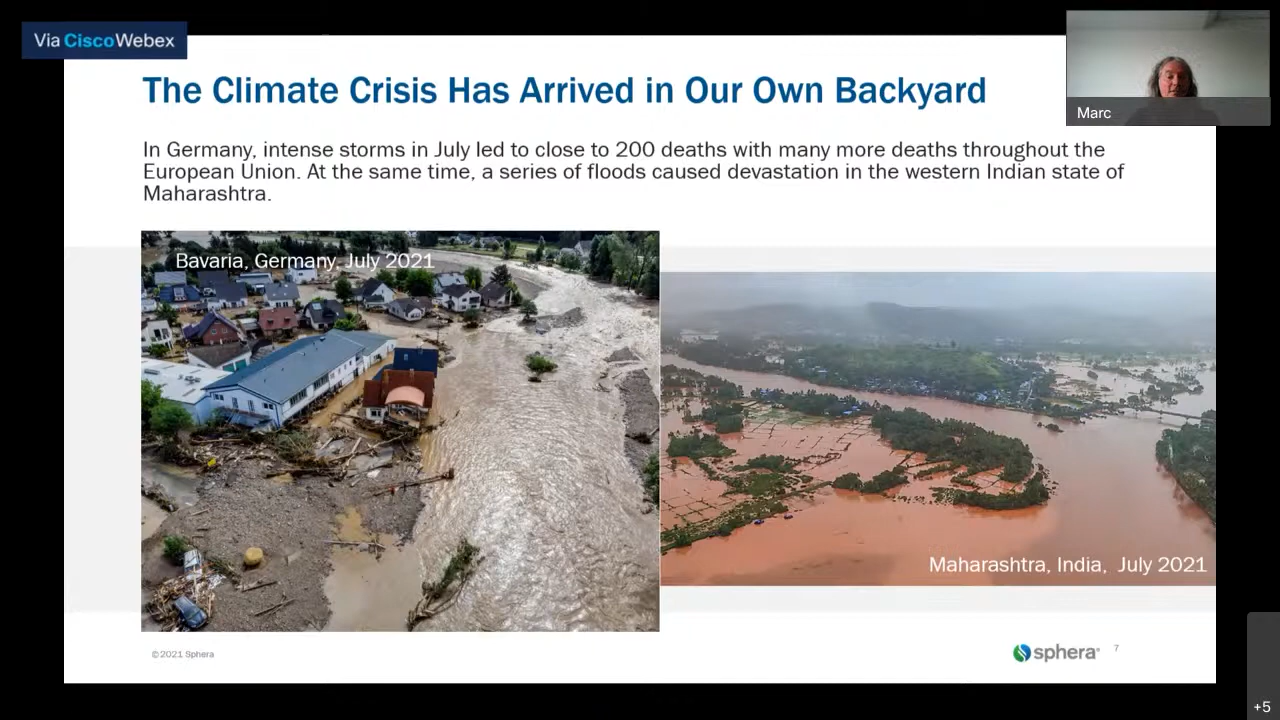 Via Cisco Webex
Marc
The Climate Crisis Has Arrived in Our Own Backyard
In Germany, intense storms in July led to close to 200 deaths with many more deaths throughout the
European Union. At the same time, a series of floods caused devastation in the western Indian state of
Maharashtra.
Bavaria, Germany, July 2021
Maharashtra, India, July 2021
©2021 Sphera
sphera®
7
+5